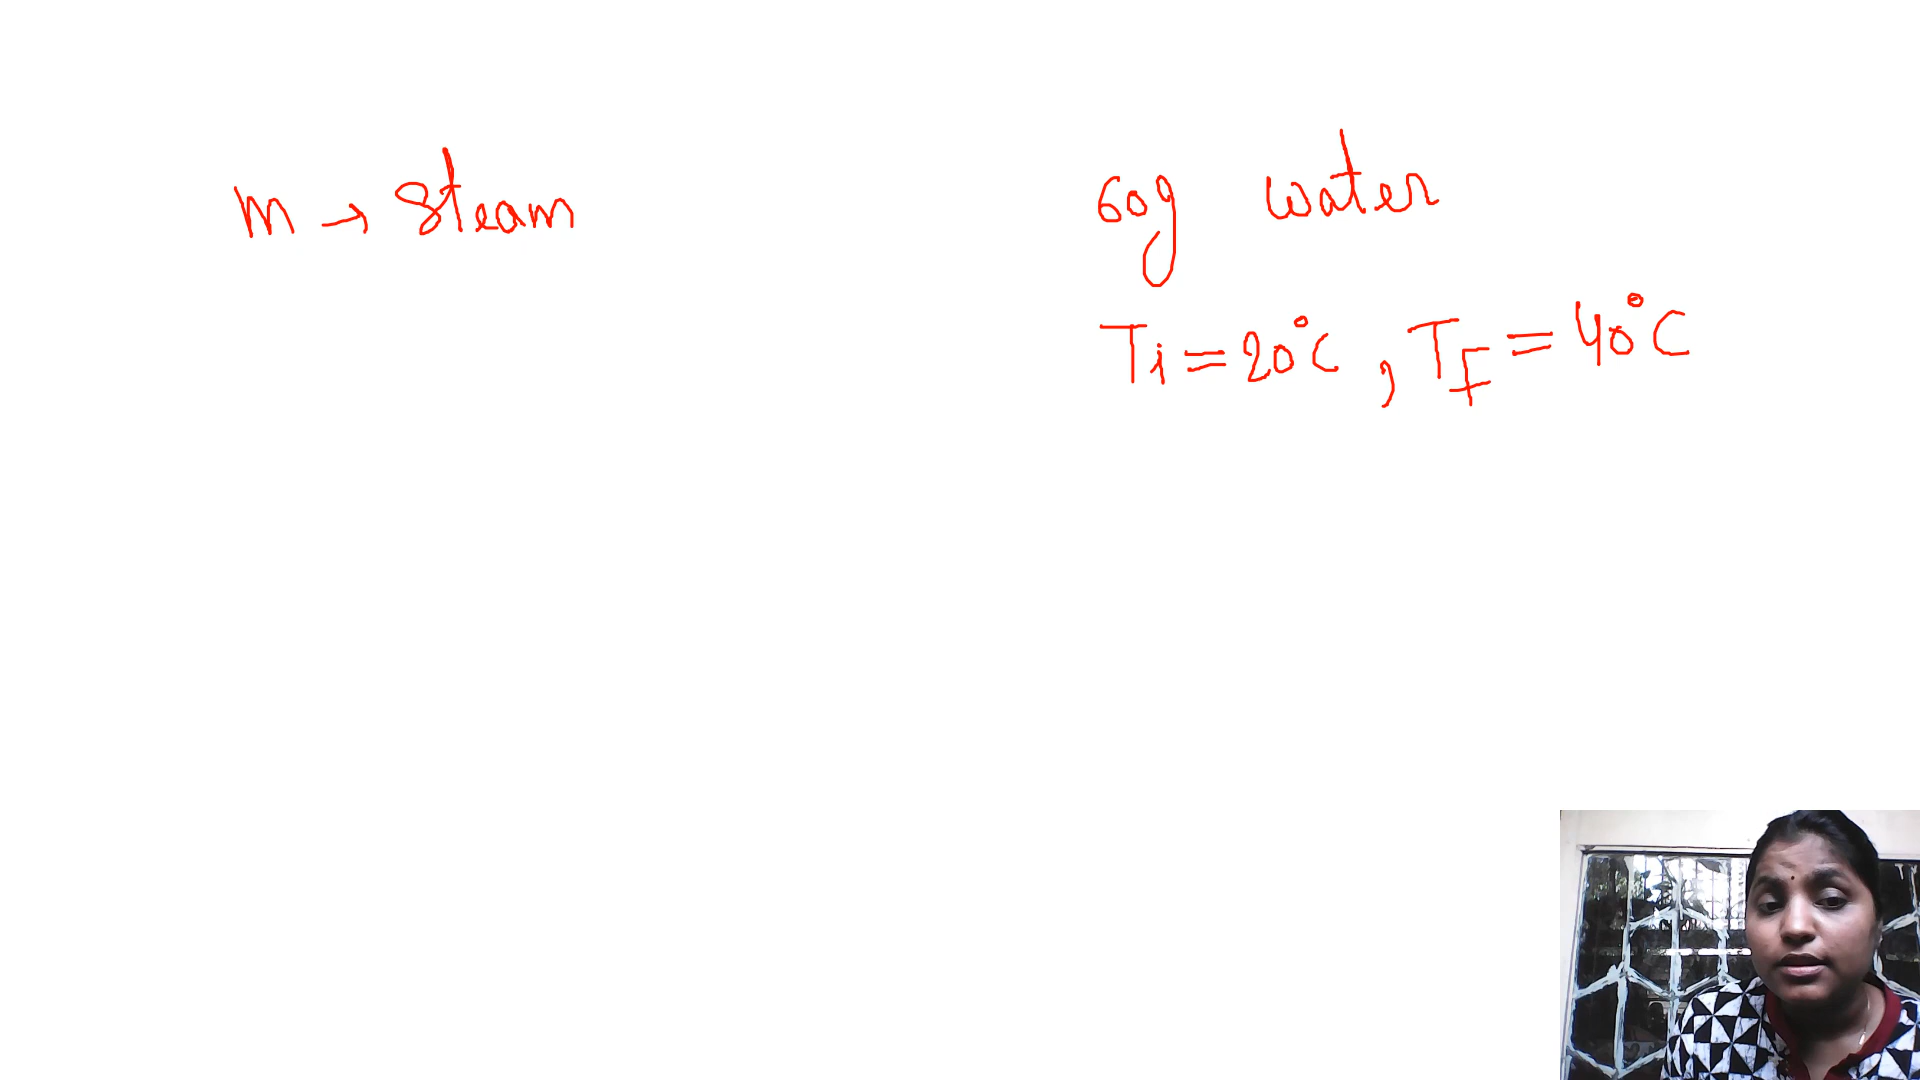 m → Steam
60g water
Ti = 20°C, TF = 40°C